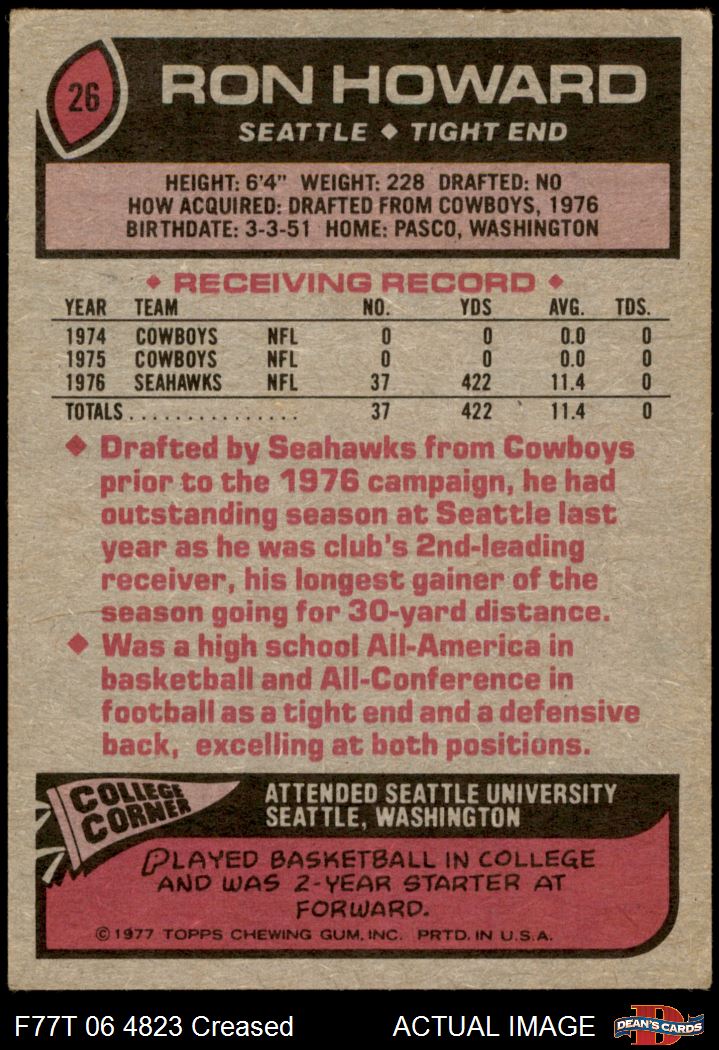 26
RON HOWARD
SEATTLE ◆ TIGHT END
HEIGHT: 6'4" WEIGHT: 228 DRAFTED: NO
HOW ACQUIRED: DRAFTED FROM COWBOYS, 1976
BIRTHDATE: 3-3-51 HOME: PASCO, WASHINGTON
◆ RECEIVING RECORD ◆
YEAR TEAM NO. YDS AVG. TDS.
1974 COWBOYS NFL 0 0 0.0 0
1975 COWBOYS NFL 0 0 0.0 0
1976 SEAHAWKS NFL 37 422 11.4 0
TOTALS............... 37 422 11.4 0
◆ Drafted by Seahawks from Cowboys
prior to the 1976 campaign, he had
outstanding season at Seattle last
year as he was club's 2nd-leading
receiver, his longest gainer of the
season going for 30-yard distance.
◆ Was a high school All-America in
basketball and All-Conference in
football as a tight end and a defensive
back, excelling at both positions.
COLLEGE
CORNER
ATTENDED SEATTLE UNIVERSITY
SEATTLE, WASHINGTON
PLAYED BASKETBALL IN COLLEGE
AND WAS 2-YEAR STARTER AT
FORWARD.
©1977 TOPPS CHEWING GUM, INC. PRTD. IN U.S.A.
F77T 06 4823 Creased ACTUAL IMAGE
D
DEAN'S CARDS